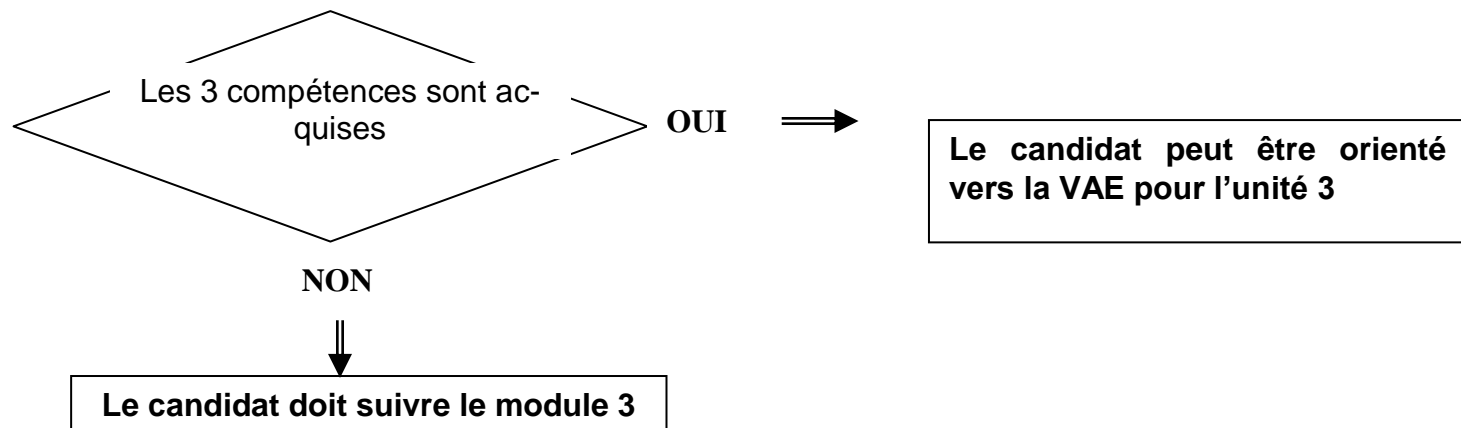 Les 3 compétences sont ac-
quises
OUI
Le candidat peut être orienté
vers la VAE pour l’unité 3
NON
Le candidat doit suivre le module 3